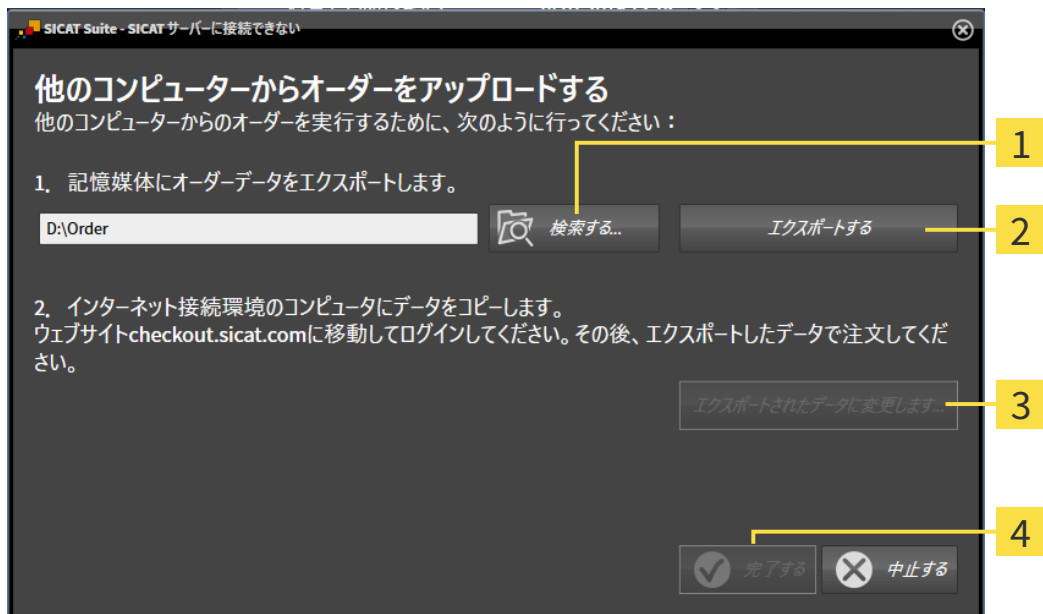 SICAT Suite - SICAT サーバーに接続できない
他のコンピューターからオーダーをアップロードする
他のコンピューターからのオーダーを実行するために、次のように行ってください：
1
1. 記憶媒体にオーダーデータをエクスポートします。
D:\Order
検索する...
エクスポートする
2
2. インターネット接続環境のコンピュータにデータをコピーします。
ウェブサイトcheckout.sicat.comに移動してログインしてください。その後、エクスポートしたデータで注文してくだ
さい。
エクスポートされたデータに変更します...
3
4
完了する
中止する